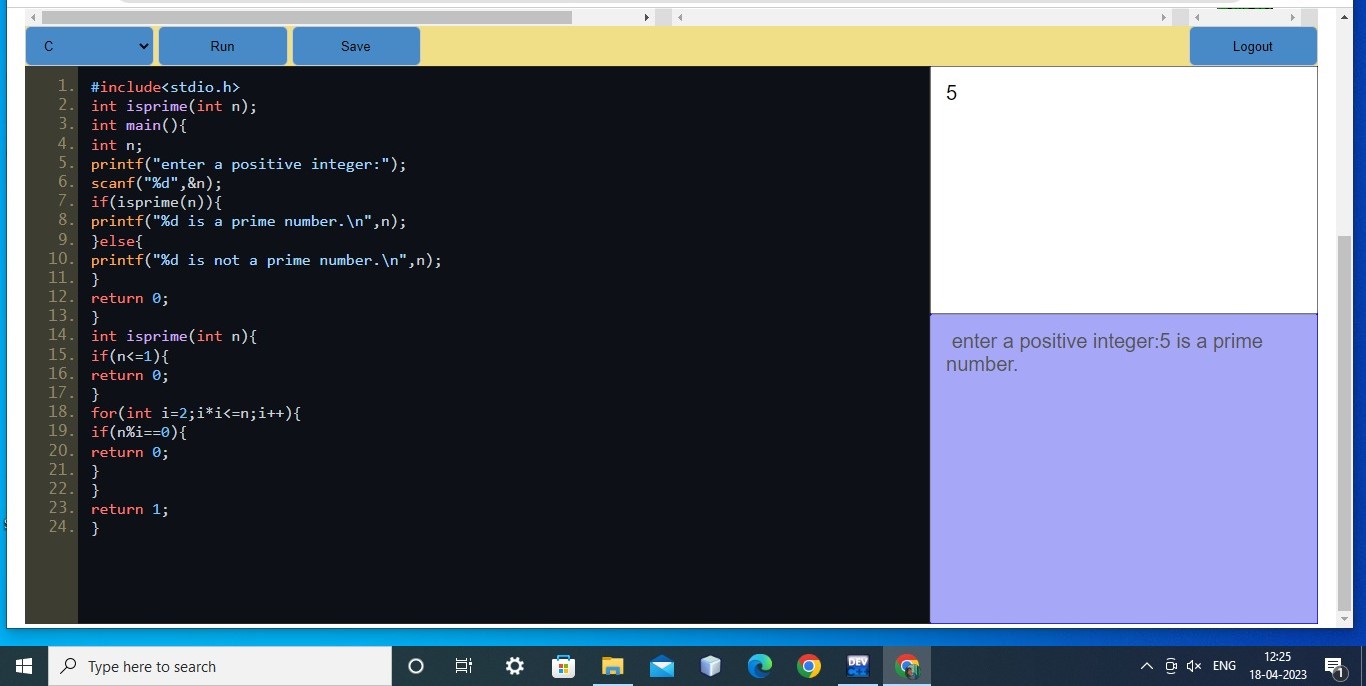 C Run Save Logout
1. #include<stdio.h>
2. int isprime(int n);
3. int main(){
4. int n;
5. printf("enter a positive integer:");
6. scanf("%d",&n);
7. if(isprime(n)){
8. printf("%d is a prime number.\n",n);
9. }else{
10. printf("%d is not a prime number.\n",n);
11. }
12. return 0;
13. }
14. int isprime(int n){
15. if(n<=1){
16. return 0;
17. }
18. for(int i=2;i*i<=n;i++){
19. if(n%i==0){
20. return 0;
21. }
22. }
23. return 1;
24. }
5
enter a positive integer:5 is a prime
number.
Type here to search
DEV
ENG
12:25
18-04-2023
1